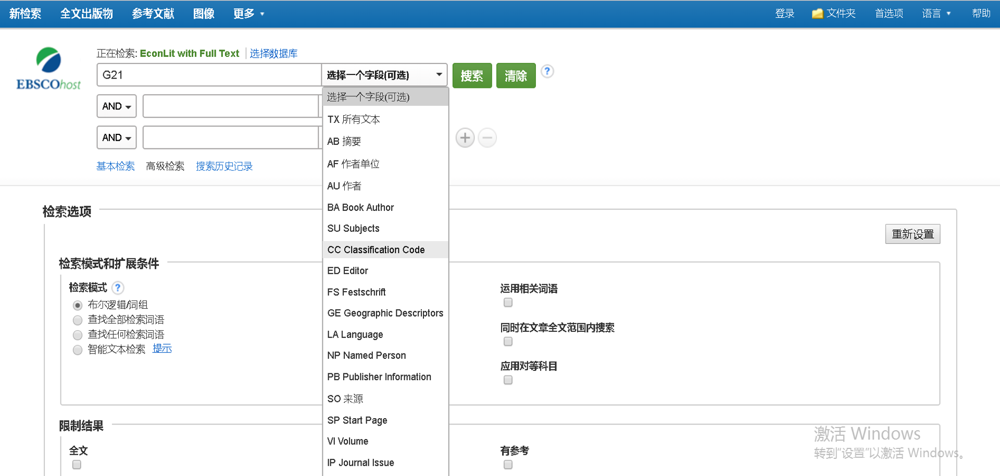 新检索 全文出版物 参考文献 图像 更多 登录 文件夹 首选项 语言 帮助
正在检索: EconLit with Full Text 选择数据库
EBSCOhost
G21 选择一个字段(可选) 搜索 清除 ?
选择一个字段(可选)
AND
TX 所有文本
AND
AB 摘要
基本检索 高级检索 搜索历史记录
AF 作者单位
AU 作者
BA Book Author
SU Subjects
CC Classification Code
ED Editor
FS Festschrift
GE Geographic Descriptors
LA Language
NP Named Person
PB Publisher Information
SO 来源
SP Start Page
VI Volume
IP Journal Issue
检索选项
重新设置
检索模式和扩展条件
检索模式 ?
布尔逻辑/词组
查找全部检索词语
查找任何检索词语
智能文本检索 提示
运用相关词语
同时在文章全文范围内搜索
应用对等科目
限制结果
全文
有参考
激活 Windows
转到“设置”以激活 Windows。